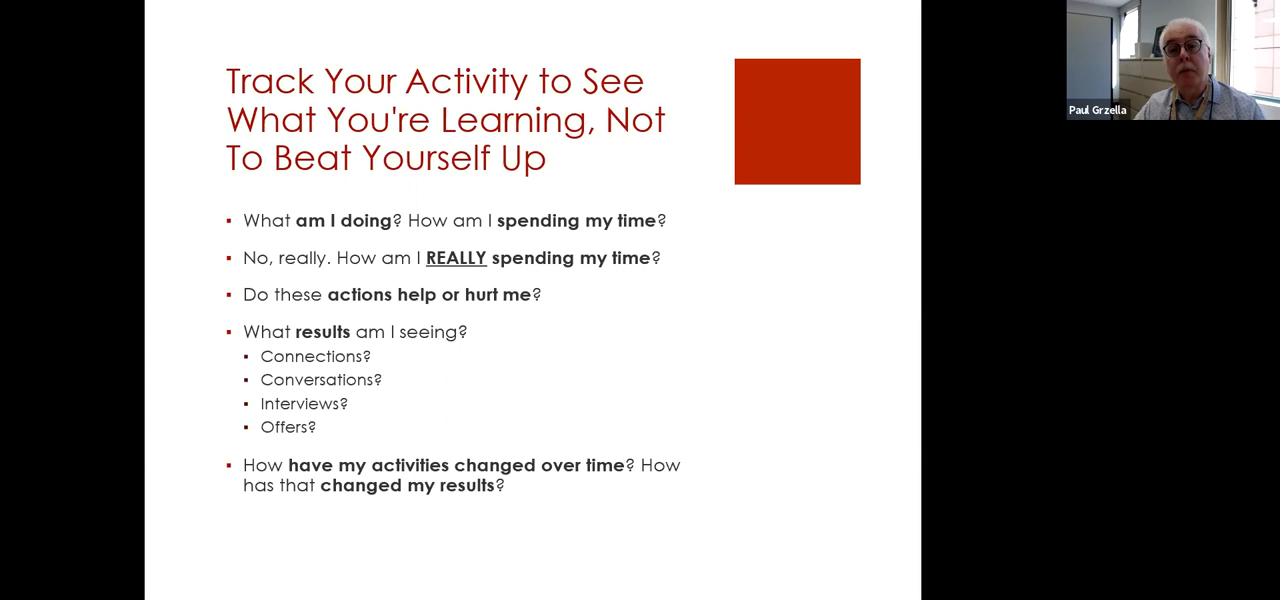 Track Your Activity to See
What You're Learning, Not
To Beat Yourself Up
▪ What am I doing? How am I spending my time?
▪ No, really. How am I REALLY spending my time?
▪ Do these actions help or hurt me?
▪ What results am I seeing?
▪ Connections?
▪ Conversations?
▪ Interviews?
▪ Offers?
▪ How have my activities changed over time? How
has that changed my results?
Paul Grzella